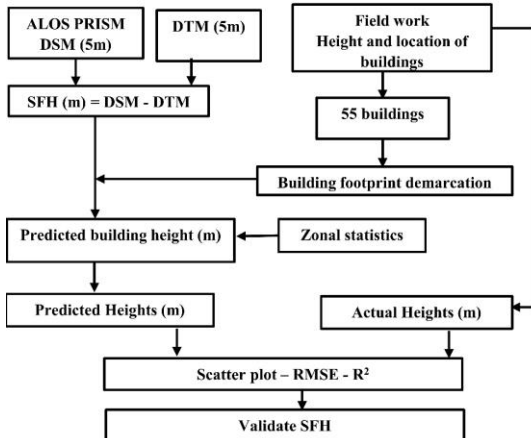 ALOS PRISM
DSM (5m)
DTM (5m)
Field work
Height and location of
buildings
SFH (m) = DSM - DTM
55 buildings
Building footprint demarcation
Predicted building height (m)
Zonal statistics
Predicted Heights (m)
Actual Heights (m)
Scatter plot – RMSE - R²
Validate SFH